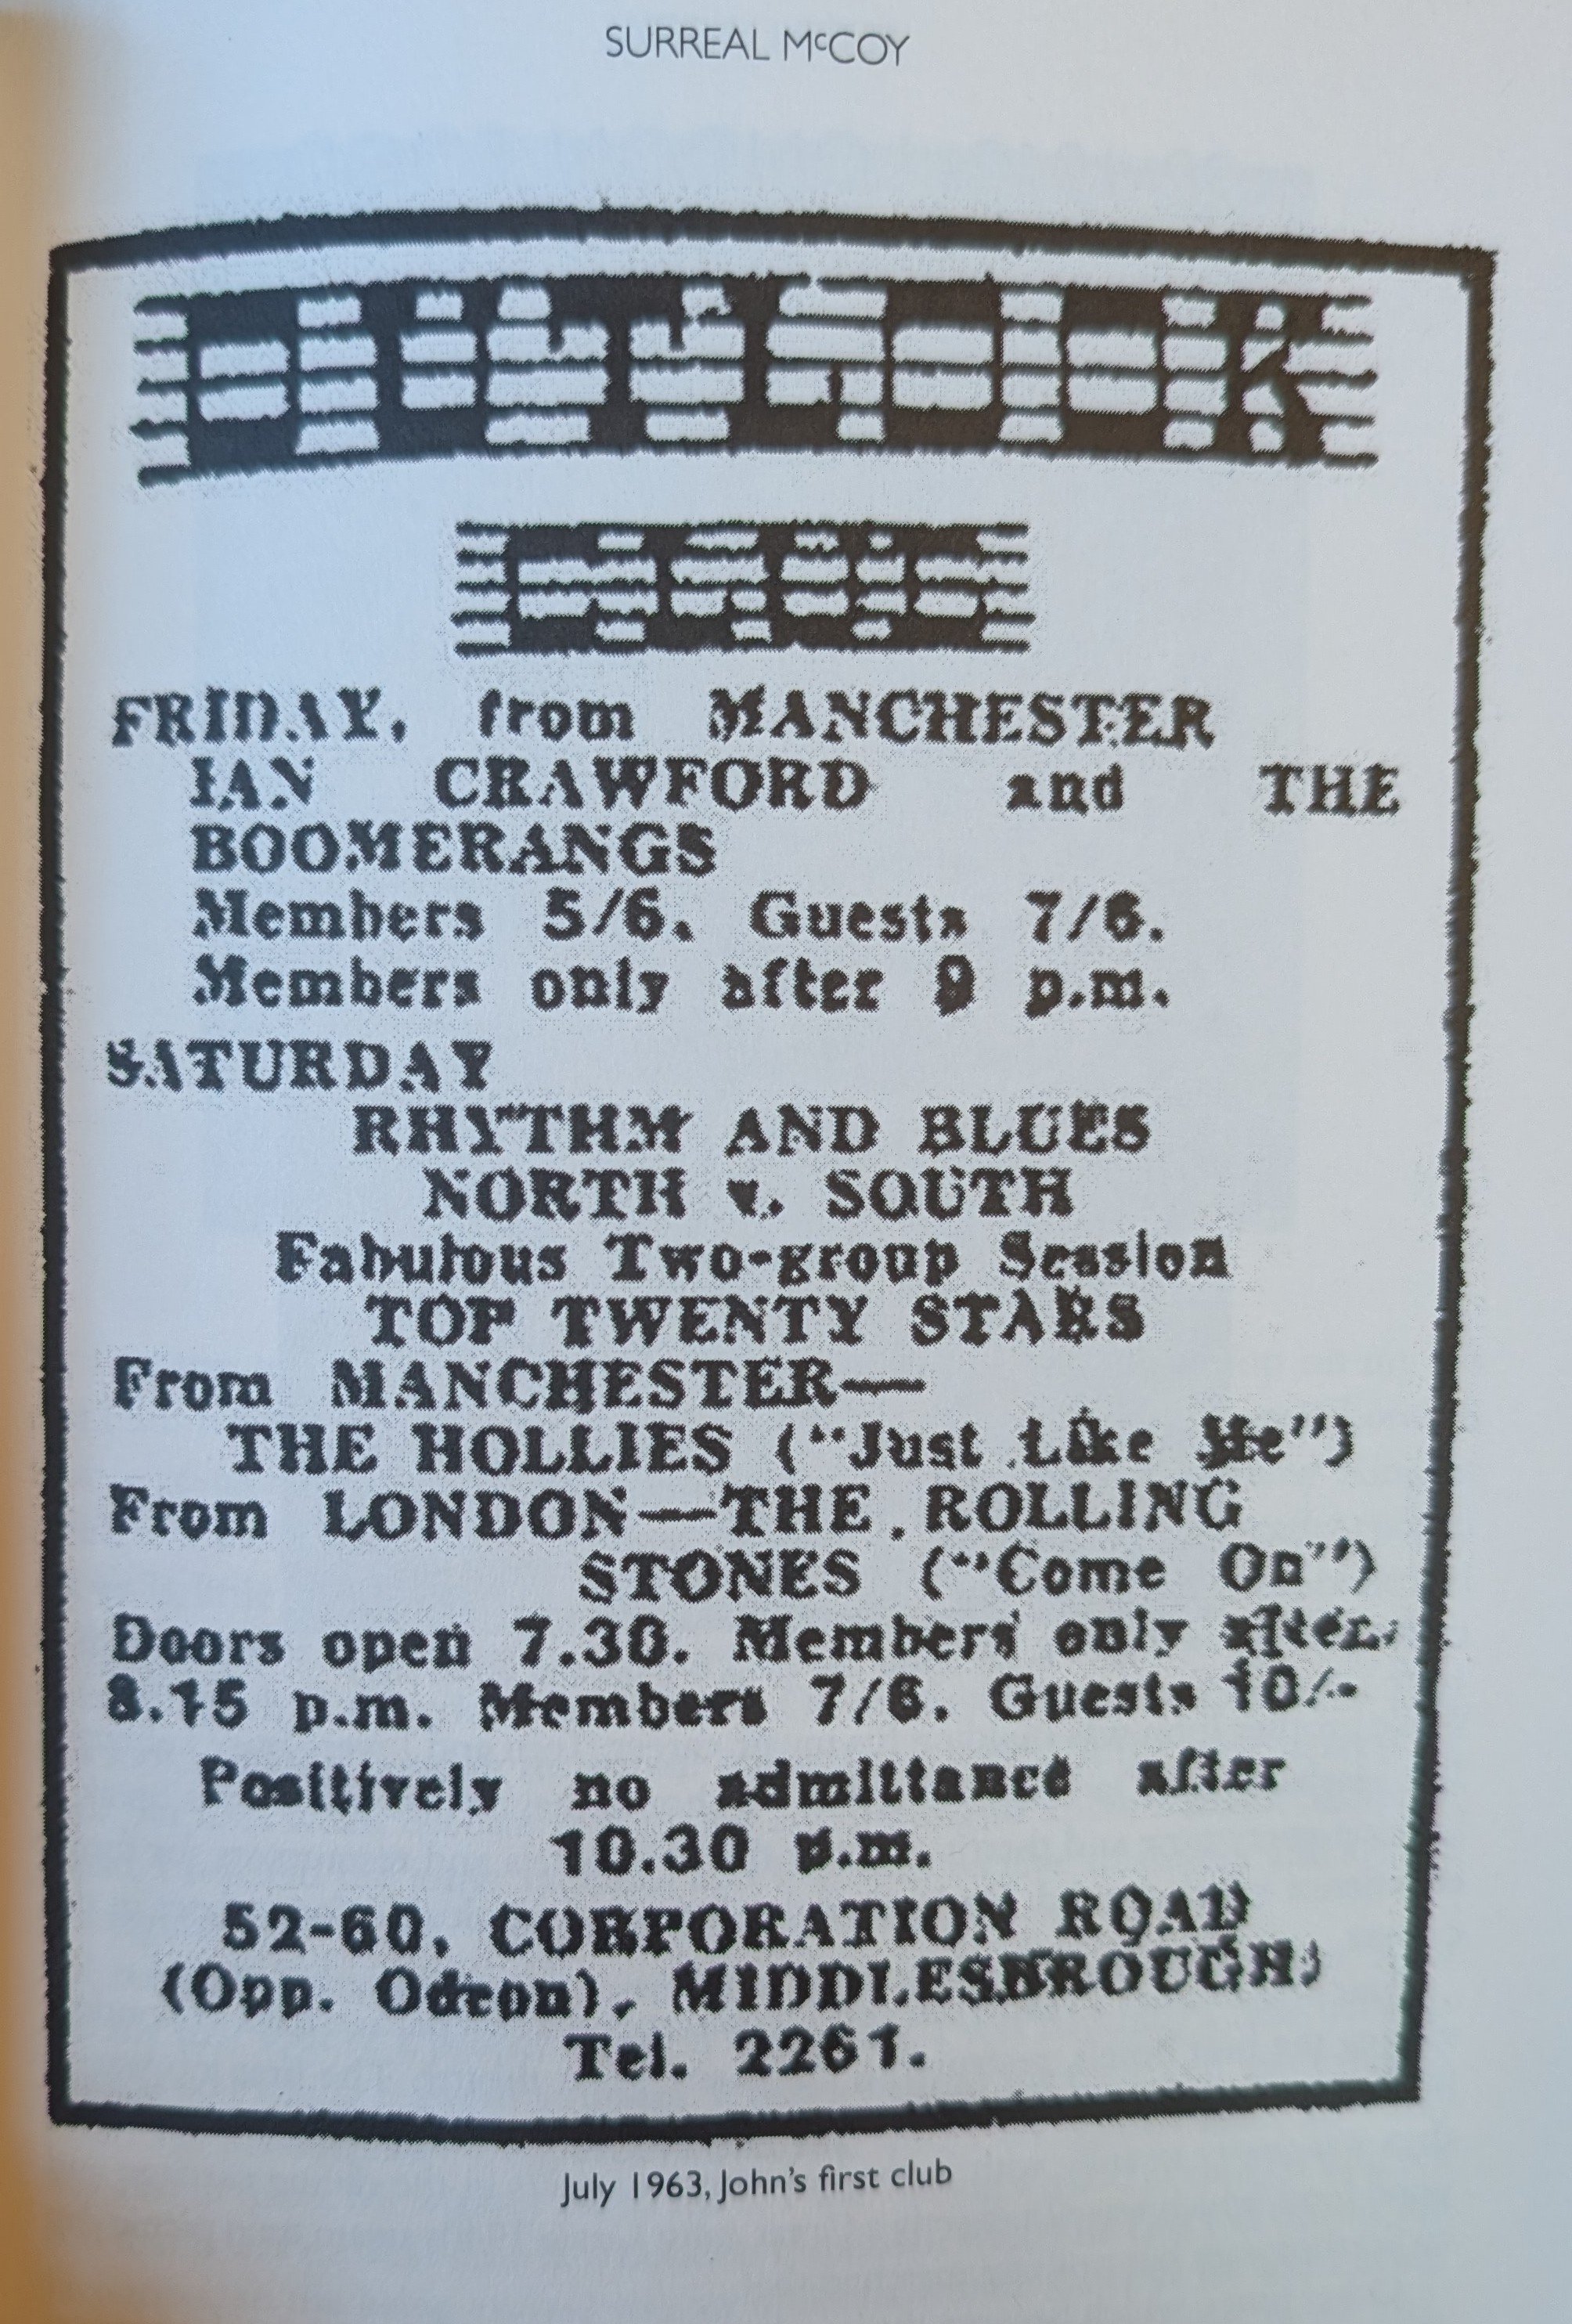 SURREAL McCOY
OUTLOOK
CLUB
FRIDAY, from MANCHESTER
IAN CRAWFORD and THE
BOOMERANGS
Members 5/6. Guests 7/6.
Members only after 9 p.m.
SATURDAY
RHYTHM AND BLUES
NORTH v. SOUTH
Fabulous Two-group Session
TOP TWENTY STARS
From MANCHESTER—
THE HOLLIES ("Just Like Me")
From LONDON—THE ROLLING
STONES ("Come On")
Doors open 7.30. Members only after
8.15 p.m. Members 7/6. Guests 10/-
Positively no admittance after
10.30 p.m.
52-60, CORPORATION ROAD
(Opp. Odeon), MIDDLESBROUGH
Tel. 2261.
July 1963, John's first club